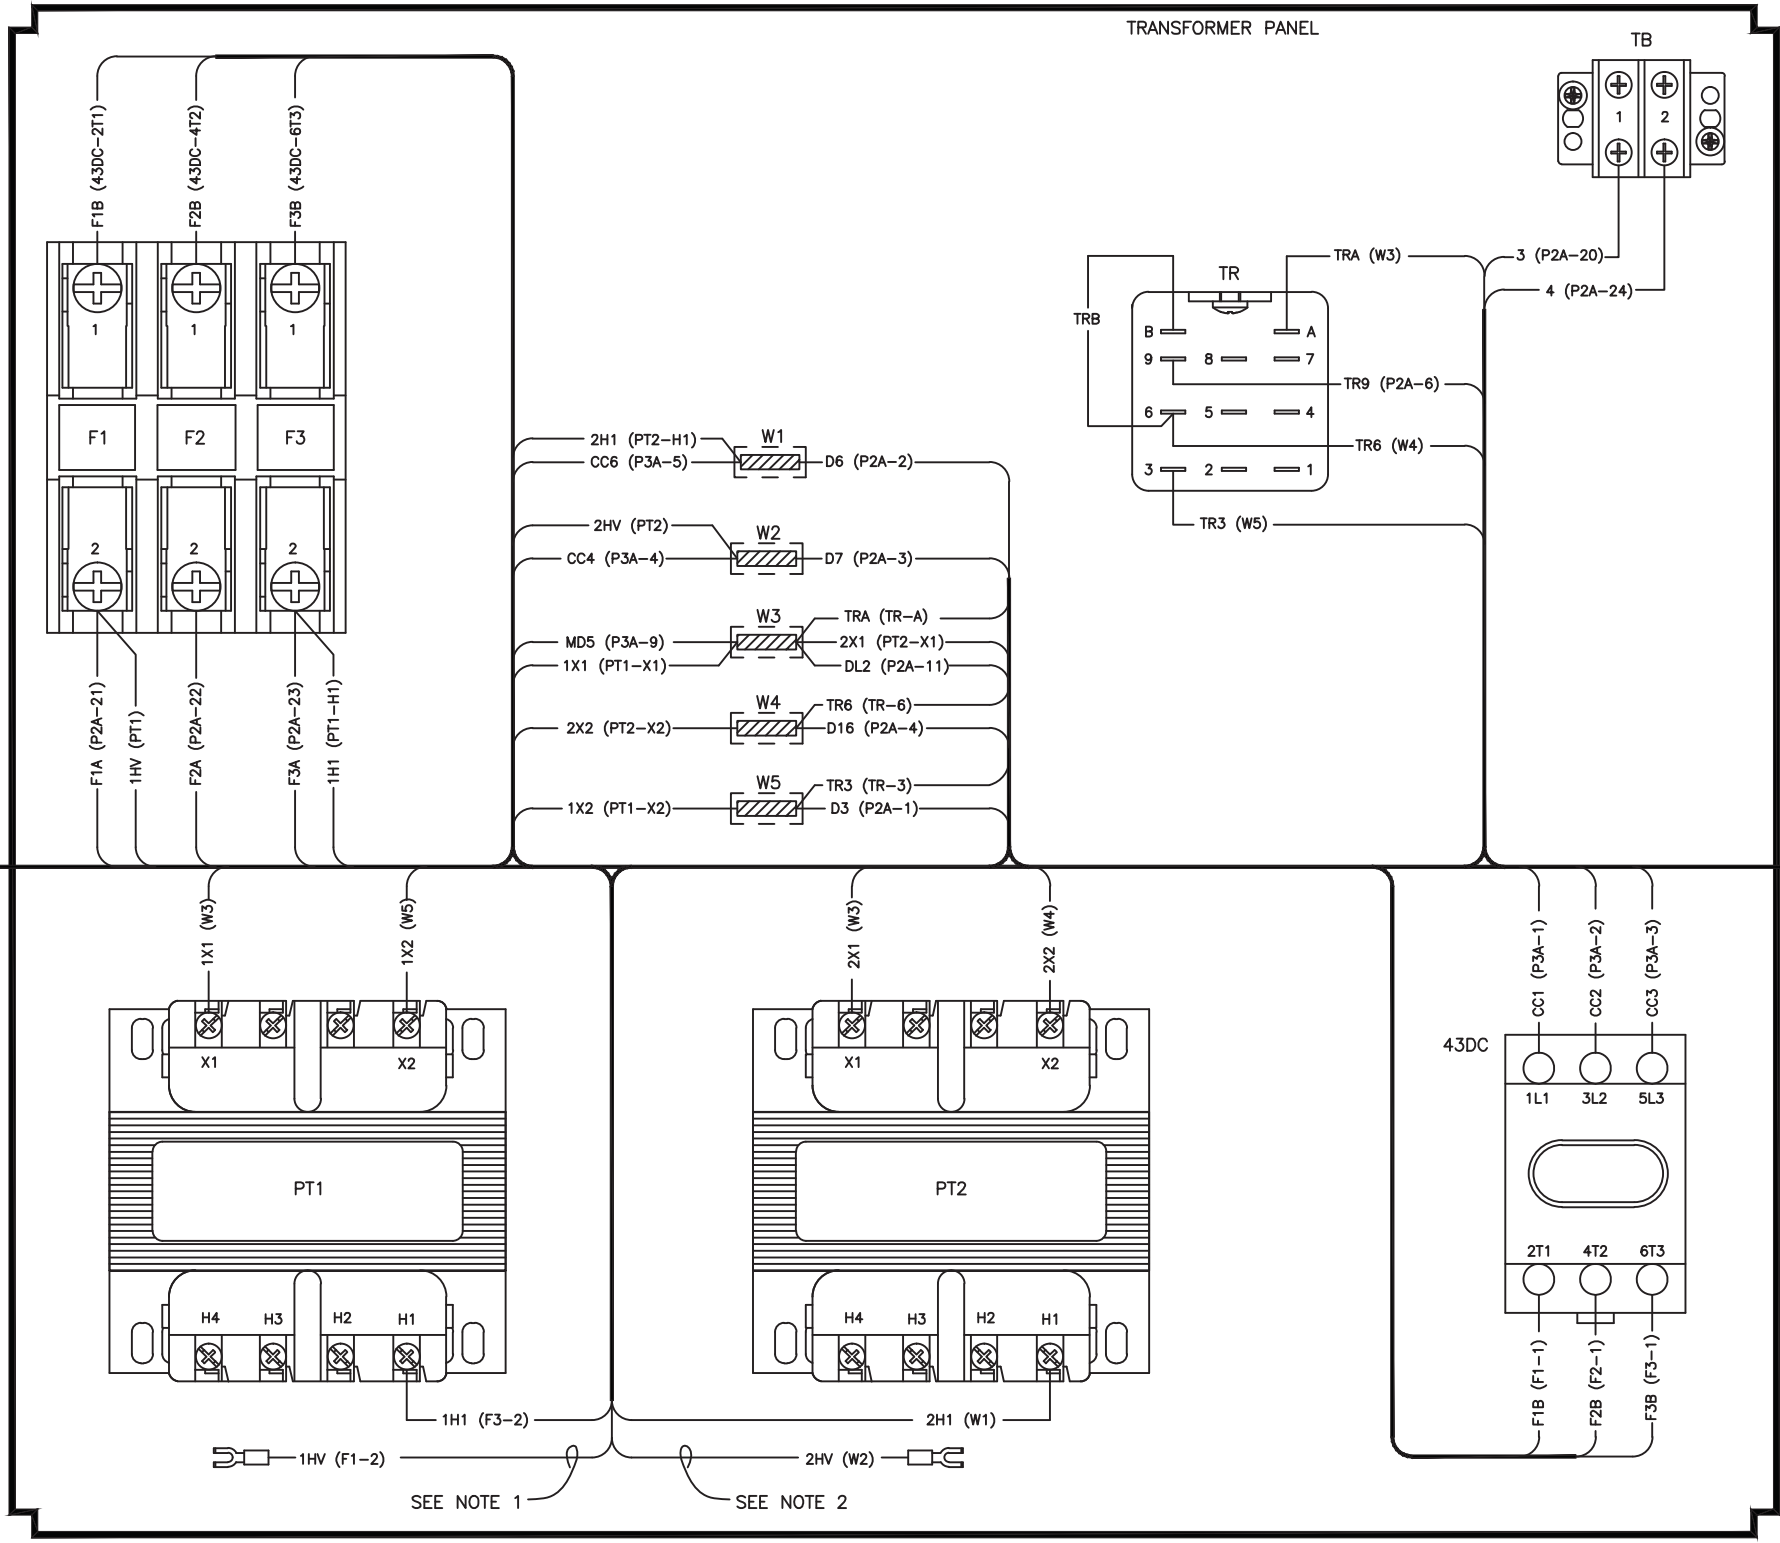 TRANSFORMER PANEL
TB
1 2
3 (P2A-20)
4 (P2A-24)
F1B (43DC-2T1)
F2B (43DC-4T2)
F3B (43DC-6T3)
1 1 1
F1 F2 F3
2 2 2
F1A (P2A-21)
1HV (PT1)
F2A (P2A-22)
F3A (P2A-23)
1H1 (PT1-H1)
TR
TRA (W3)
TRB
B A
9 8 7
TR9 (P2A-6)
6 5 4
TR6 (W4)
3 2 1
TR3 (W5)
W1
2H1 (PT2-H1)
CC6 (P3A-5)
D6 (P2A-2)
W2
2HV (PT2)
CC4 (P3A-4)
D7 (P2A-3)
W3
TRA (TR-A)
MD5 (P3A-9)
2X1 (PT2-X1)
1X1 (PT1-X1)
DL2 (P2A-11)
W4
TR6 (TR-6)
2X2 (PT2-X2)
D16 (P2A-4)
W5
TR3 (TR-3)
1X2 (PT1-X2)
D3 (P2A-1)
1X1 (W3)
1X2 (W5)
X1 X2
PT1
H4 H3 H2 H1
1H1 (F3-2)
1HV (F1-2)
SEE NOTE 1
2X1 (W3)
2X2 (W4)
X1 X2
PT2
H4 H3 H2 H1
2H1 (W1)
2HV (W2)
SEE NOTE 2
CC1 (P3A-1)
CC2 (P3A-2)
CC3 (P3A-3)
43DC
1L1 3L2 5L3
2T1 4T2 6T3
F1B (F1-1)
F2B (F2-1)
F3B (F3-1)